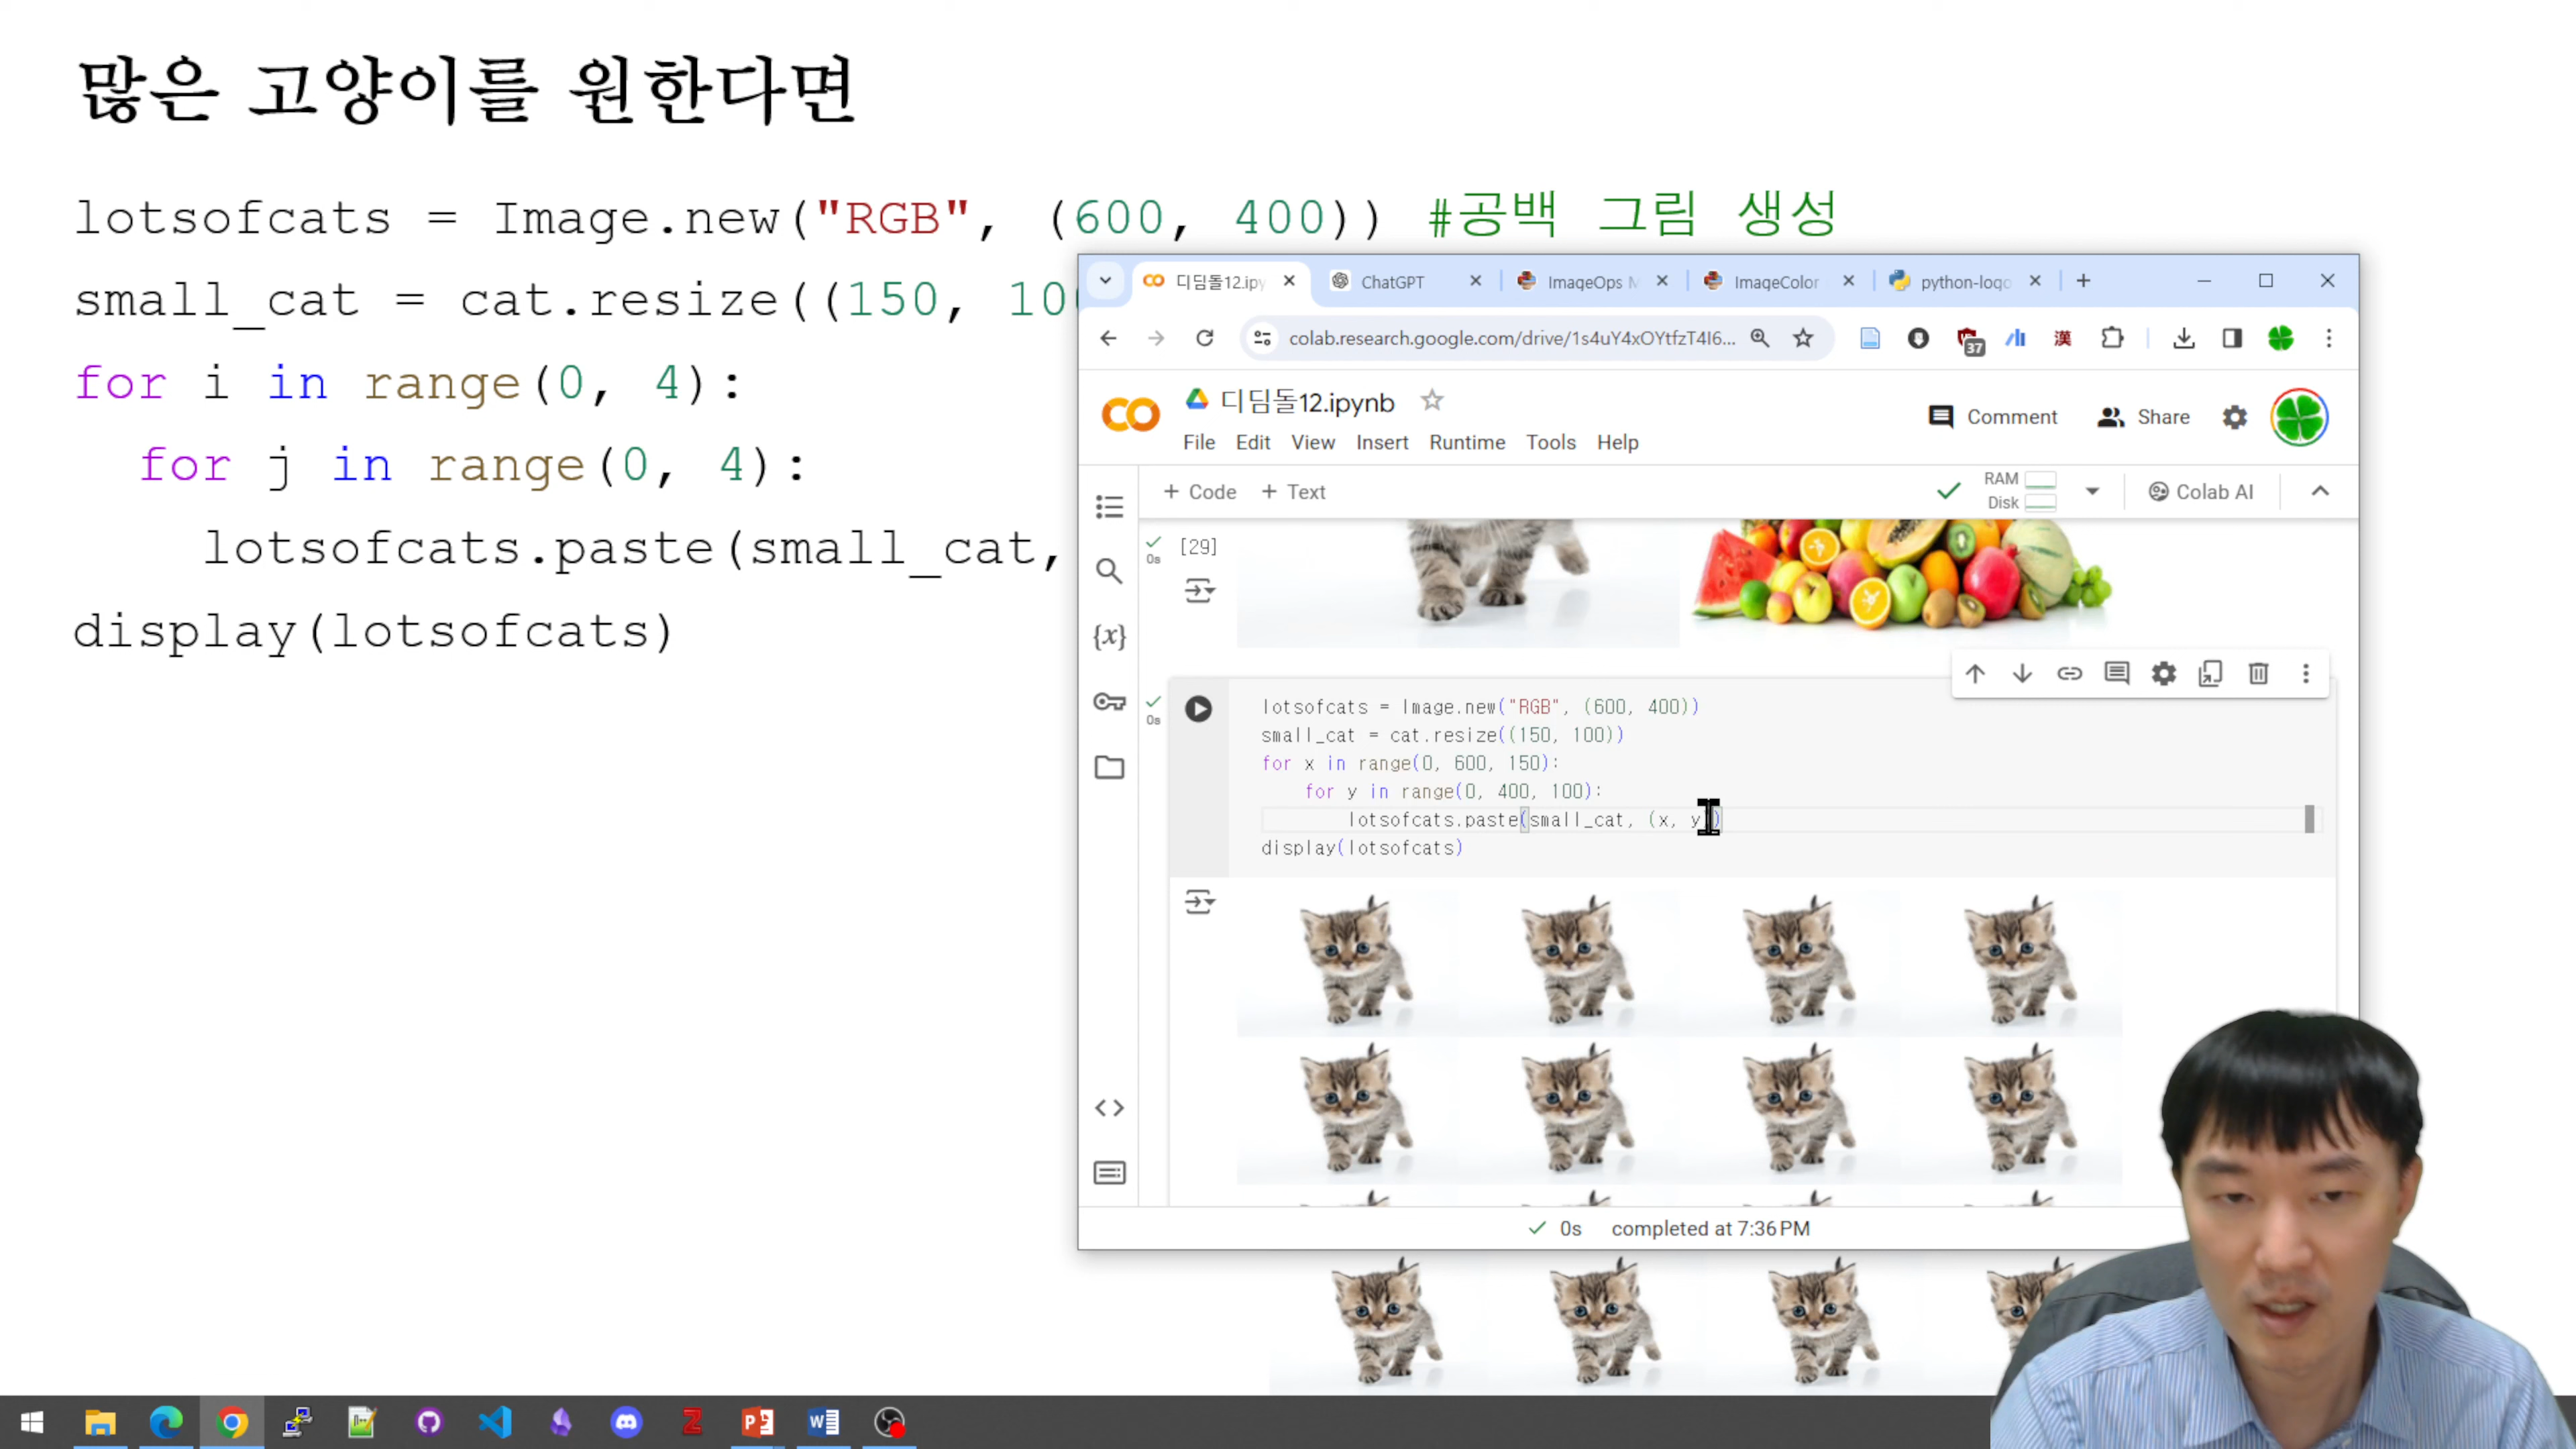 많은 고양이를 원한다면
lotsofcats = Image.new("RGB", (600, 400)) #공백 그림 생성
small_cat = cat.resize((150, 10
for i in range(0, 4):
for j in range(0, 4):
lotsofcats.paste(small_cat,
display(lotsofcats)
디딤돌12.ipy
ChatGPT
ImageOps M
ImageColor
python-logo
colab.research.google.com/drive/1s4uY4xOYtfzT4I6...
37
漢
디딤돌12.ipynb
Comment
Share
File Edit View Insert Runtime Tools Help
+ Code + Text
RAM
Disk
Colab AI
[29]
0s
{x}
0s
lotsofcats = Image.new("RGB", (600, 400))
small_cat = cat.resize((150, 100))
for x in range(0, 600, 150):
for y in range(0, 400, 100):
lotsofcats.paste(small_cat, (x, y))
display(lotsofcats)
0s completed at 7:36 PM